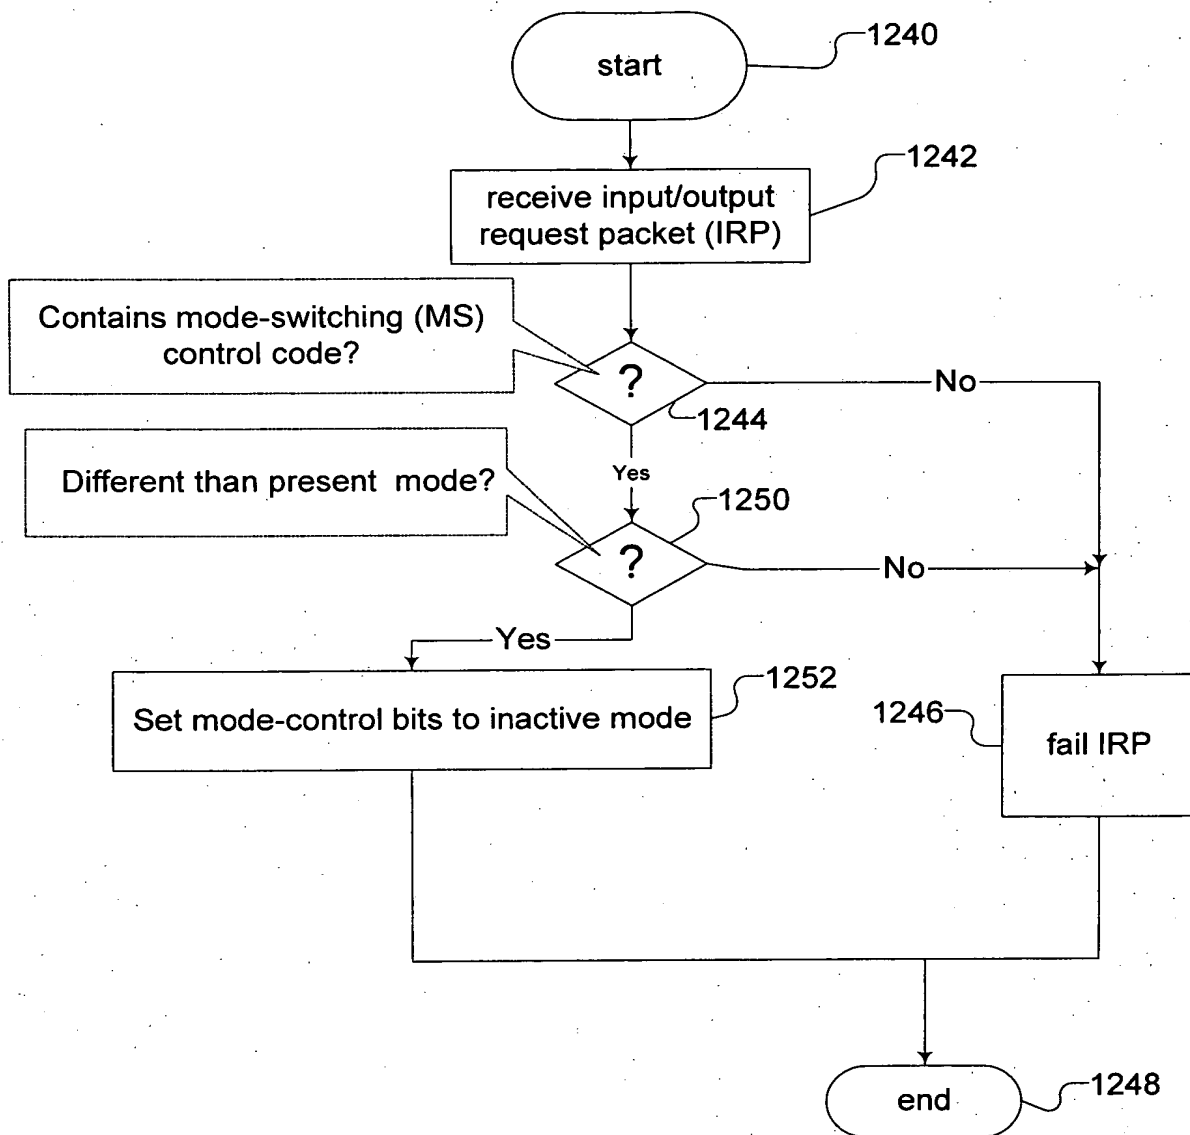 start
1240
receive input/output
request packet (IRP)
1242
Contains mode-switching (MS)
control code?
?
No
1244
Yes
Different than present mode?
1250
?
No
Yes
Set mode-control bits to inactive mode
1252
1246
fail IRP
end
1248